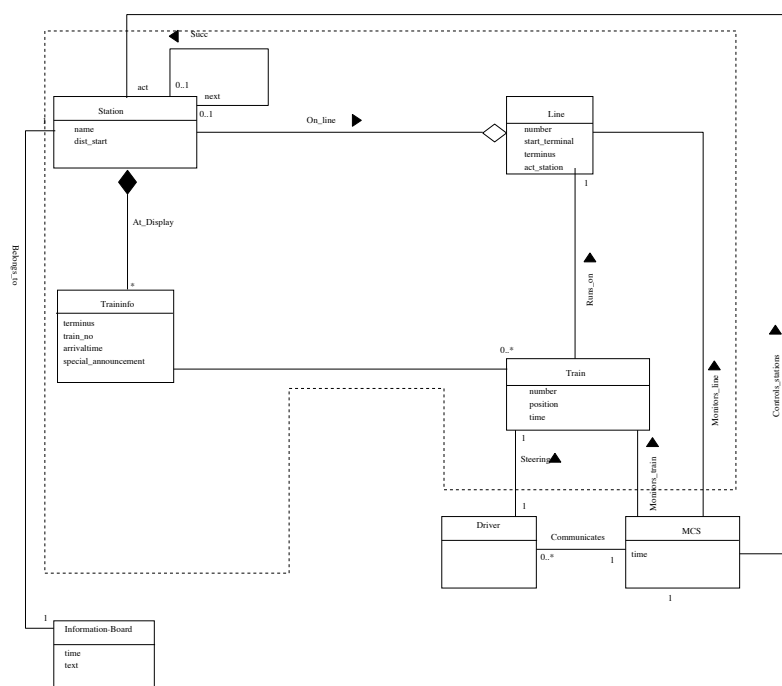 Succ
act
0..1
next
0..1
Station
1
name
dist_start
On_line
Line
number
start_terminal
terminus
act_station
1
At_Display
*
Belongs_to
Runs_on
Traininfo
terminus
train_no
arrivaltime
special_announcement
0..*
Train
number
position
time
Monitors_line
Controls_stations
1
Steering
Monitors_train
1
Driver
Communicates
0..*
1
MCS
time
1
1
Information-Board
time
text